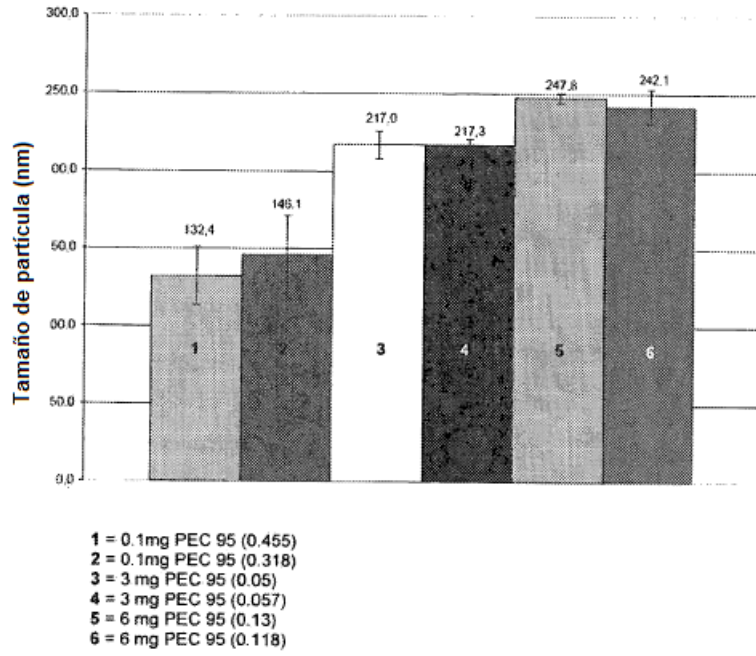 300.0
250.0
00.0
50.0
00.0
50.0
0,0
Tamaño de partícula (nm)
132,4
146.1
217,0
217,3
247,8
242,1
1
2
3
4
5
6
1 = 0.1mg PEC 95 (0.455)
2 = 0.1mg PEC 95 (0.318)
3 = 3 mg PEC 95 (0.05)
4 = 3 mg PEC 95 (0.057)
5 = 6 mg PEC 95 (0.13)
6 = 6 mg PEC 95 (0.118)